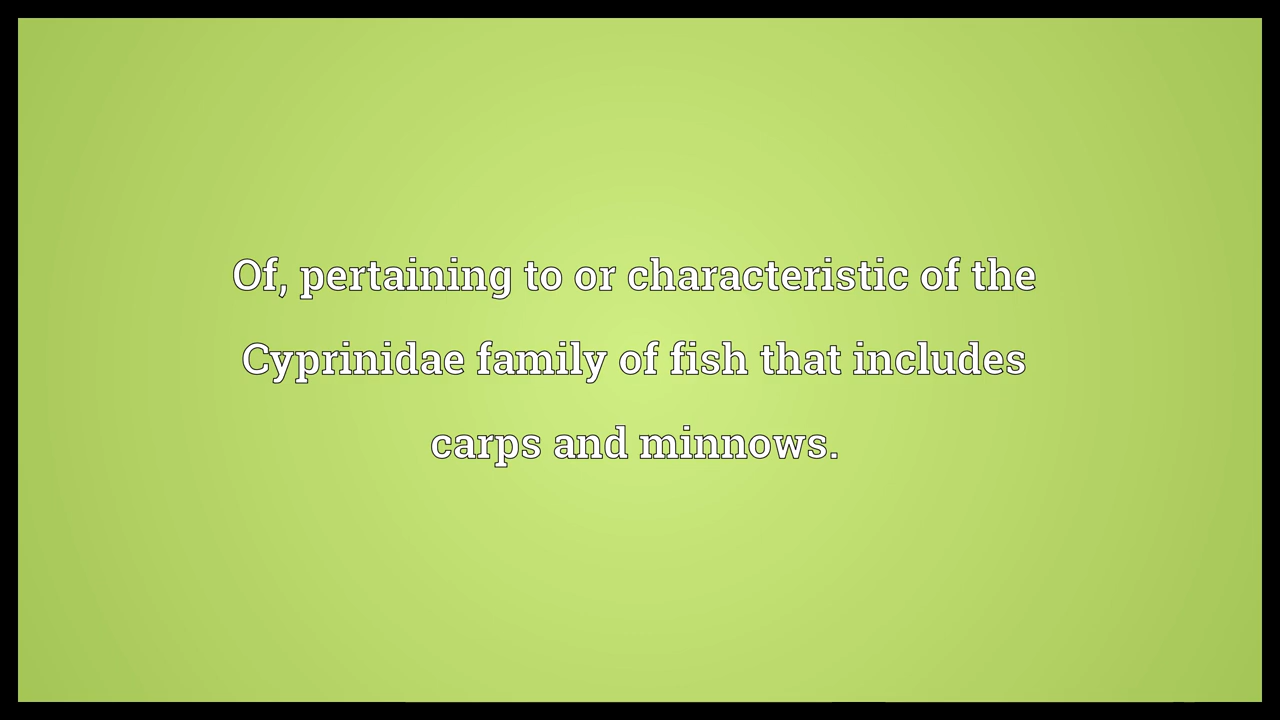 Of, pertaining to or characteristic of the
Cyprinidae family of fish that includes
carps and minnows.